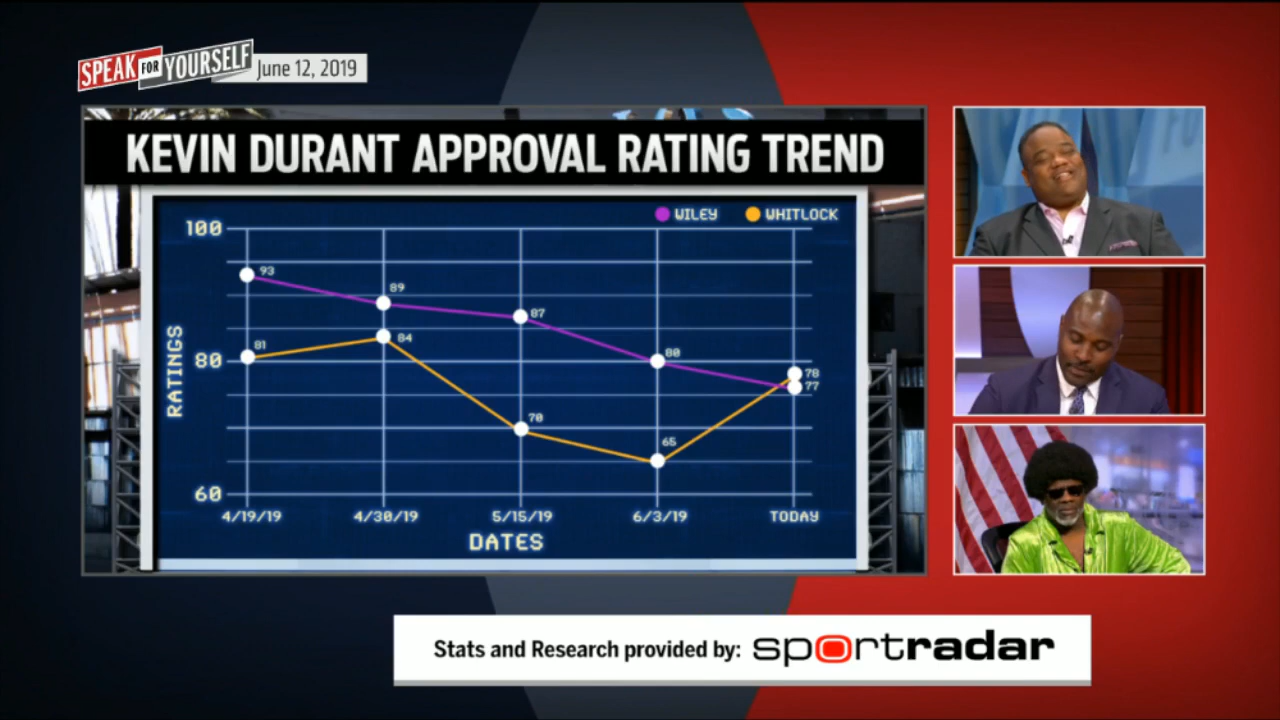 SPEAK FOR YOURSELF
June 12, 2019
KEVIN DURANT APPROVAL RATING TREND
WILEY WHITLOCK
100
93
89
87
81
84
80
80
78
77
70
65
60
RATINGS
4/19/19 4/30/19 5/15/19 6/3/19 TODAY
DATES
Stats and Research provided by: sportradar